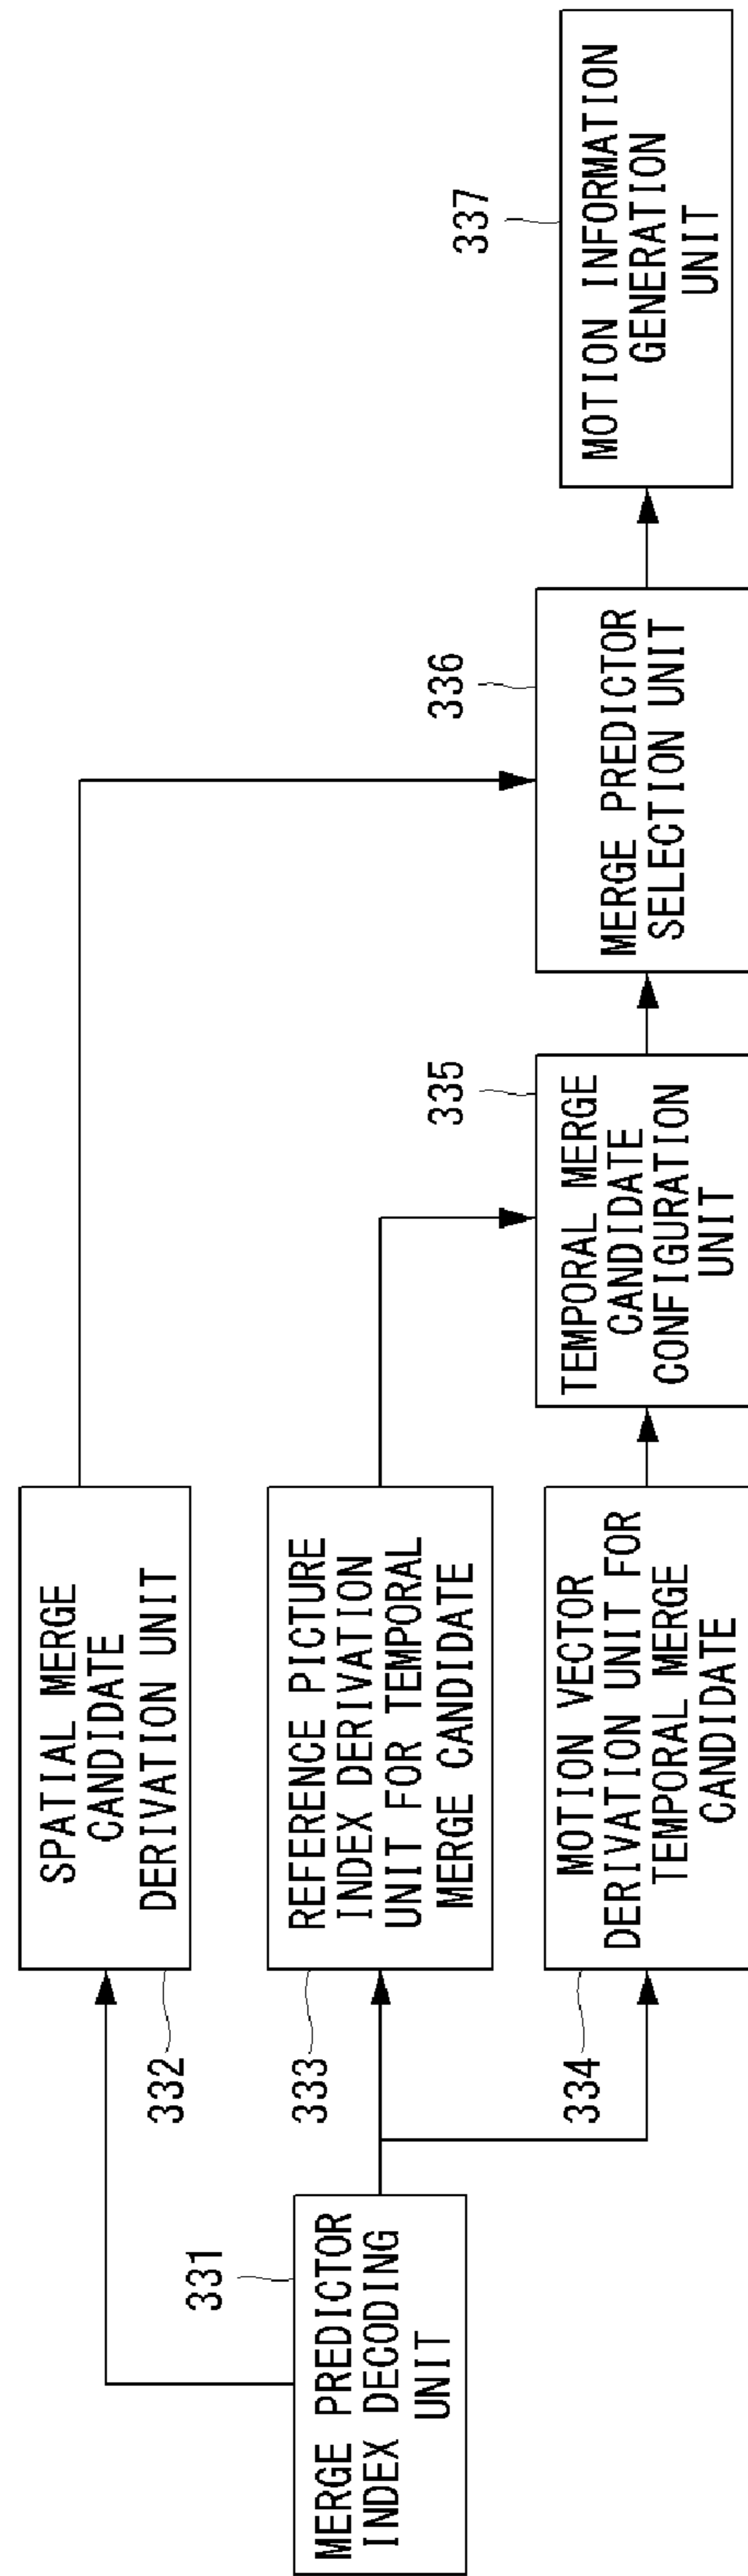 331
MERGE PREDICTOR
INDEX DECODING
UNIT
332
SPATIAL MERGE
CANDIDATE
DERIVATION UNIT
333
REFERENCE PICTURE
INDEX DERIVATION
UNIT FOR TEMPORAL
MERGE CANDIDATE
334
MOTION VECTOR
DERIVATION UNIT FOR
TEMPORAL MERGE
CANDIDATE
335
TEMPORAL MERGE
CANDIDATE
CONFIGURATION
UNIT
336
MERGE PREDICTOR
SELECTION UNIT
337
MOTION INFORMATION
GENERATION
UNIT